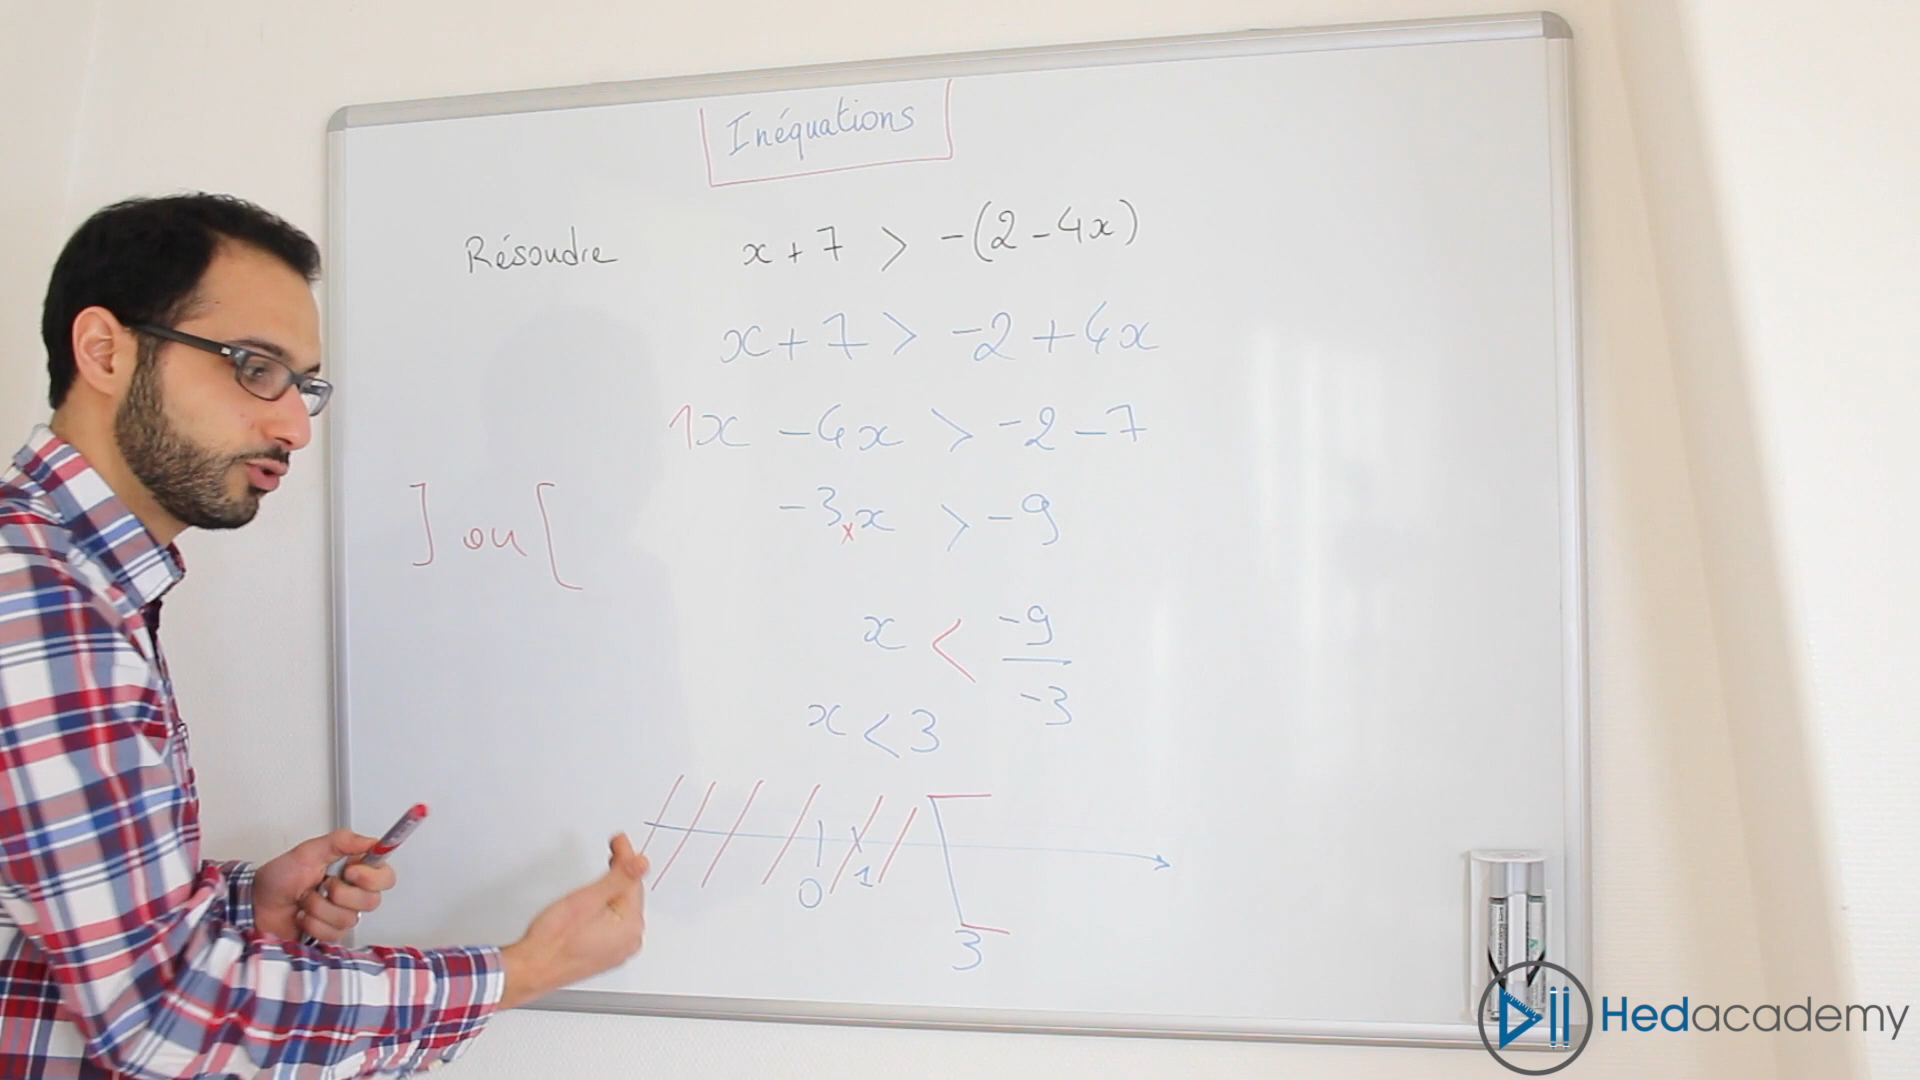 Inéquations
Résoudre x + 7 > -(2 - 4x)
x + 7 > -2 + 4x
1x - 4x > -2 - 7
] ou [
-3 × x > -9
x < -9/-3
x < 3
0 1 3
Hedacademy